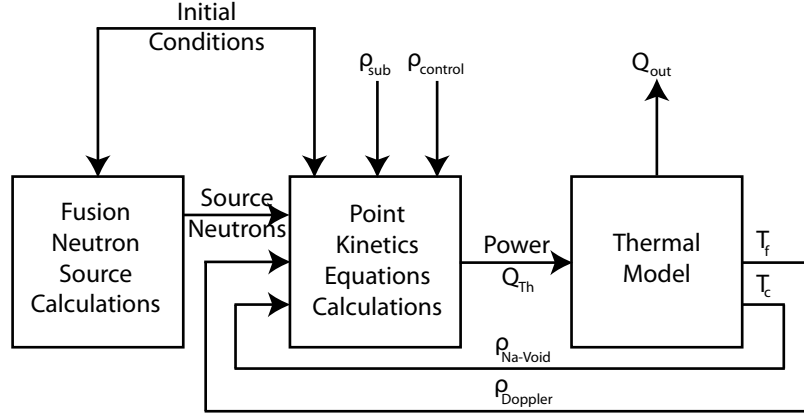 Initial
Conditions
ρsub
ρcontrol
Qout
Fusion
Neutron
Source
Calculations
Source
Neutrons
Point
Kinetics
Equations
Calculations
Power
QTh
Thermal
Model
Tf
Tc
ρNa-Void
ρDoppler